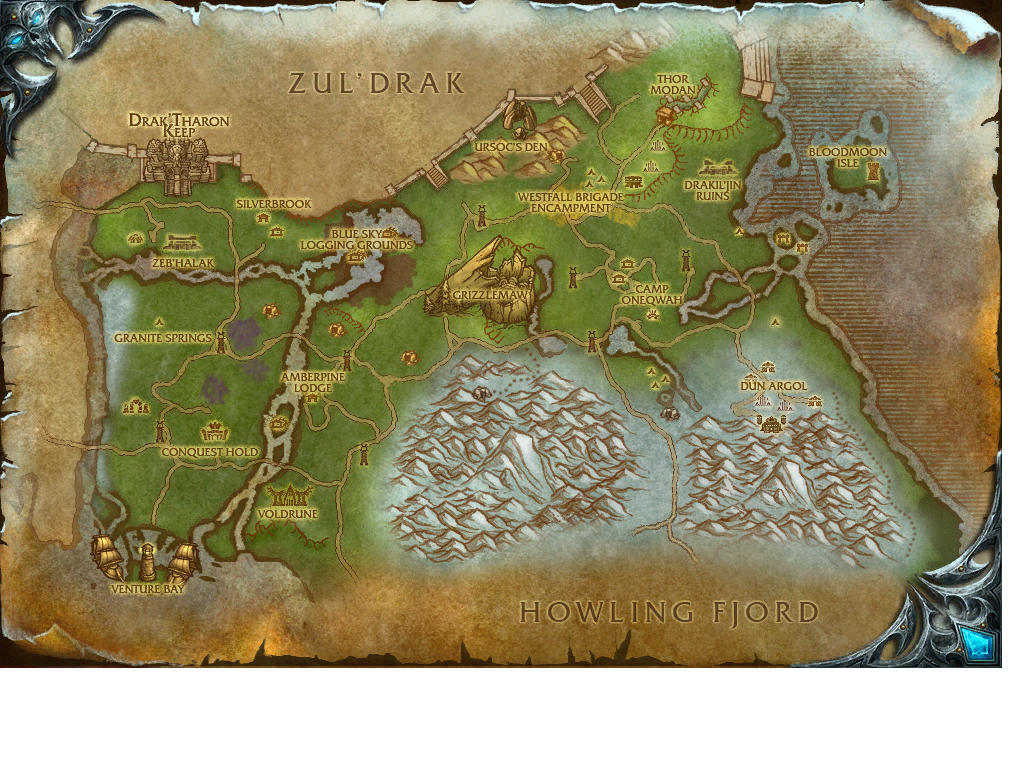 ZUL'DRAK
THOR
MODAN
DRAK'THARON
KEEP
URSOC'S DEN
BLOODMOON
ISLE
DRAKIL'JIN
RUINS
WESTFALL BRIGADE
ENCAMPMENT
SILVERBROOK
BLUE SKY
LOGGING GROUNDS
ZEB'HALAK
GRIZZLEMAW
CAMP
ONEQWAH
GRANITE SPRINGS
AMBERPINE
LODGE
DUN ARGOL
CONQUEST HOLD
VOLDRUNE
VENTURE BAY
HOWLING FJORD